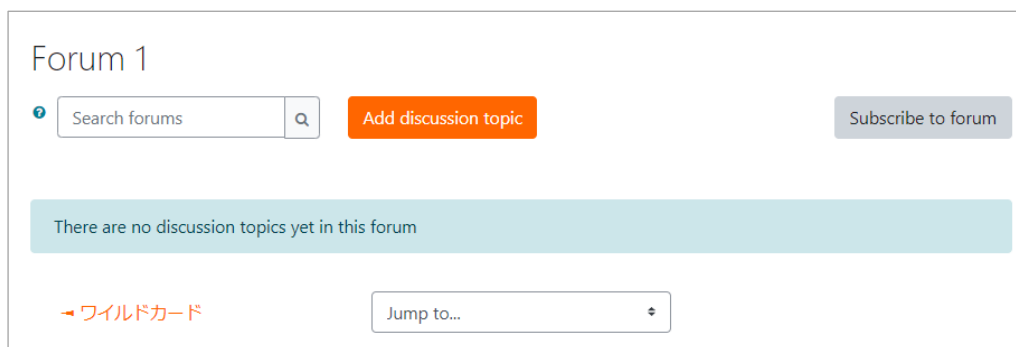 Forum 1
Search forums
Add discussion topic
Subscribe to forum
There are no discussion topics yet in this forum
◄ ワイルドカード
Jump to...